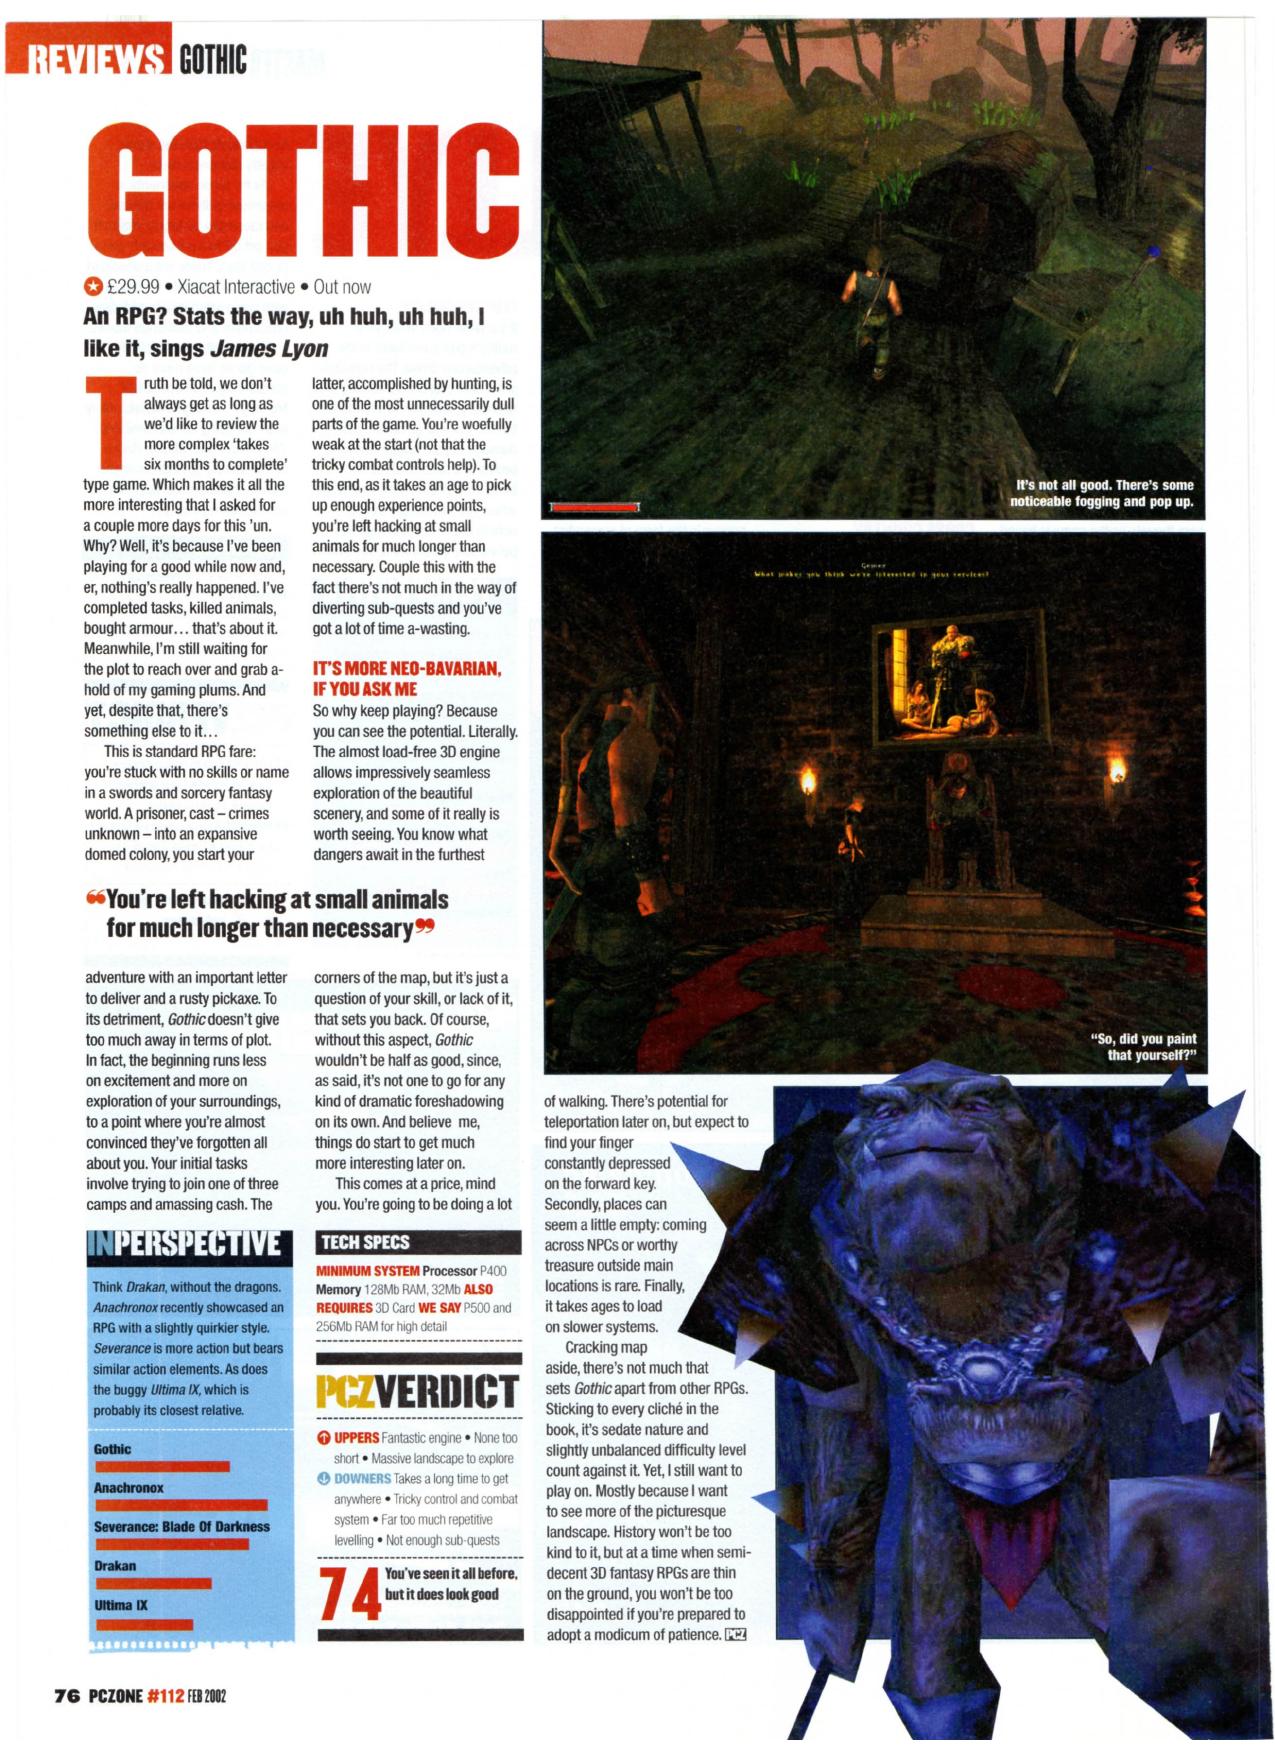 REVIEWS GOTHIC
GOTHIC
£29.99 • Xiacat Interactive • Out now
An RPG? Stats the way, uh huh, uh huh, I
like it, sings James Lyon
Truth be told, we don't
always get as long as
we'd like to review the
more complex 'takes
six months to complete'
type game. Which makes it all the
more interesting that I asked for
a couple more days for this 'un.
Why? Well, it's because I've been
playing for a good while now and,
er, nothing's really happened. I've
completed tasks, killed animals,
bought armour... that's about it.
Meanwhile, I'm still waiting for
the plot to reach over and grab a-
hold of my gaming plums. And
yet, despite that, there's
something else to it...
This is standard RPG fare:
you're stuck with no skills or name
in a swords and sorcery fantasy
world. A prisoner, cast – crimes
unknown – into an expansive
domed colony, you start your
adventure with an important letter
to deliver and a rusty pickaxe. To
its detriment, Gothic doesn't give
too much away in terms of plot.
In fact, the beginning runs less
on excitement and more on
exploration of your surroundings,
to a point where you're almost
convinced they've forgotten all
about you. Your initial tasks
involve trying to join one of three
camps and amassing cash. The
latter, accomplished by hunting, is
one of the most unnecessarily dull
parts of the game. You're woefully
weak at the start (not that the
tricky combat controls help). To
this end, as it takes an age to pick
up enough experience points,
you're left hacking at small
animals for much longer than
necessary. Couple this with the
fact there's not much in the way of
diverting sub-quests and you've
got a lot of time a-wasting.
IT'S MORE NEO-BAVARIAN,
IF YOU ASK ME
So why keep playing? Because
you can see the potential. Literally.
The almost load-free 3D engine
allows impressively seamless
exploration of the beautiful
scenery, and some of it really is
worth seeing. You know what
dangers await in the furthest
corners of the map, but it's just a
question of your skill, or lack of it,
that sets you back. Of course,
without this aspect, Gothic
wouldn't be half as good, since,
as said, it's not one to go for any
kind of dramatic foreshadowing
on its own. And believe me,
things do start to get much
more interesting later on.
This comes at a price, mind
you. You're going to be doing a lot
of walking. There's potential for
teleportation later on, but expect to
find your finger
constantly depressed
on the forward key.
Secondly, places can
seem a little empty: coming
across NPCs or worthy
treasure outside main
locations is rare. Finally,
it takes ages to load
on slower systems.
Cracking map
aside, there's not much that
sets Gothic apart from other RPGs.
Sticking to every cliché in the
book, it's sedate nature and
slightly unbalanced difficulty level
count against it. Yet, I still want to
play on. Mostly because I want
to see more of the picturesque
landscape. History won't be too
kind to it, but at a time when semi-
decent 3D fantasy RPGs are thin
on the ground, you won't be too
disappointed if you're prepared to
adopt a modicum of patience. PCZ
“You're left hacking at small animals
for much longer than necessary”
It's not all good. There's some
noticeable fogging and pop up.
Gomez
What makes you think we're interested in your services?
“So, did you paint
that yourself?”
INPERSPECTIVE
Think Drakan, without the dragons.
Anachronox recently showcased an
RPG with a slightly quirkier style.
Severance is more action but bears
similar action elements. As does
the buggy Ultima IX, which is
probably its closest relative.
Gothic
Anachronox
Severance: Blade Of Darkness
Drakan
Ultima IX
TECH SPECS
MINIMUM SYSTEM Processor P400
Memory 128Mb RAM, 32Mb ALSO
REQUIRES 3D Card WE SAY P500 and
256Mb RAM for high detail
PCZVERDICT
UPPERS Fantastic engine • None too
short • Massive landscape to explore
DOWNERS Takes a long time to get
anywhere • Tricky control and combat
system • Far too much repetitive
levelling • Not enough sub-quests
74
You've seen it all before,
but it does look good
76 PCZONE #112 FEB 2002